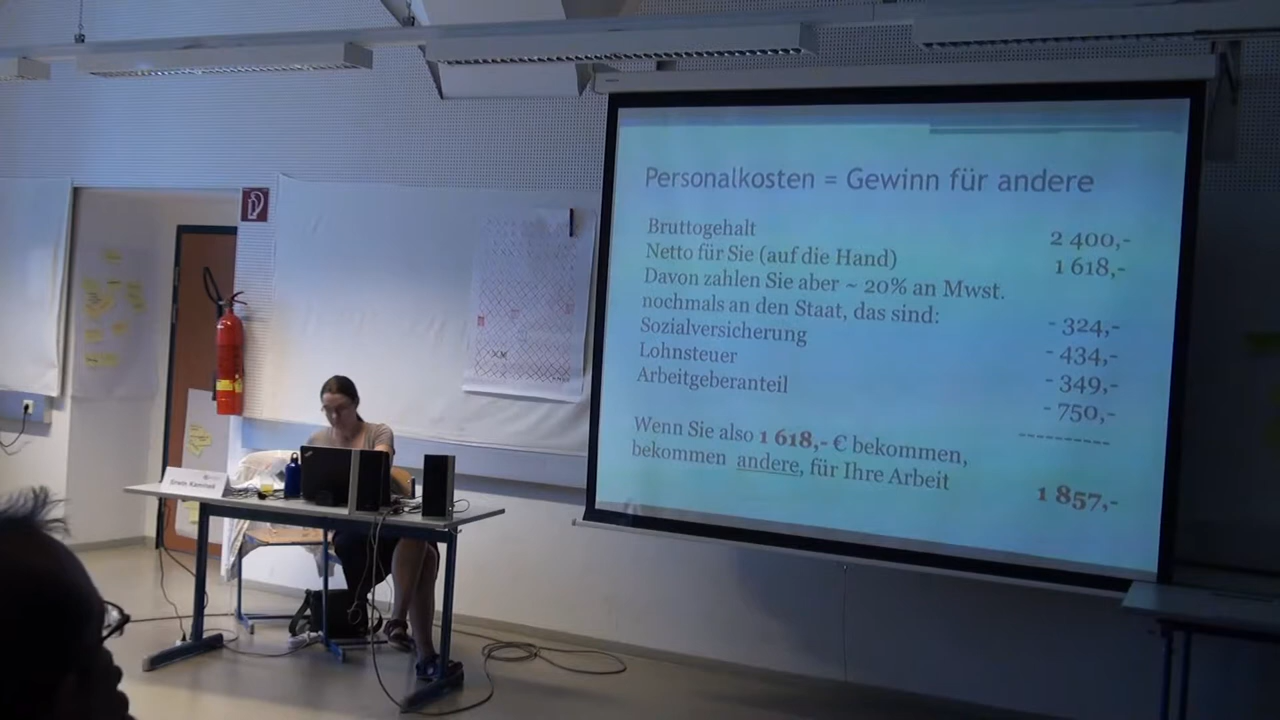 Personalkosten = Gewinn für andere
Bruttogehalt 2 400,-
Netto für Sie (auf die Hand) 1 618,-
Davon zahlen Sie aber ~ 20% an Mwst.
nochmals an den Staat, das sind: - 324,-
Sozialversicherung - 434,-
Lohnsteuer - 349,-
Arbeitgeberanteil - 750,-
----------
Wenn Sie also 1 618,- € bekommen,
bekommen andere, für Ihre Arbeit 1 857,-